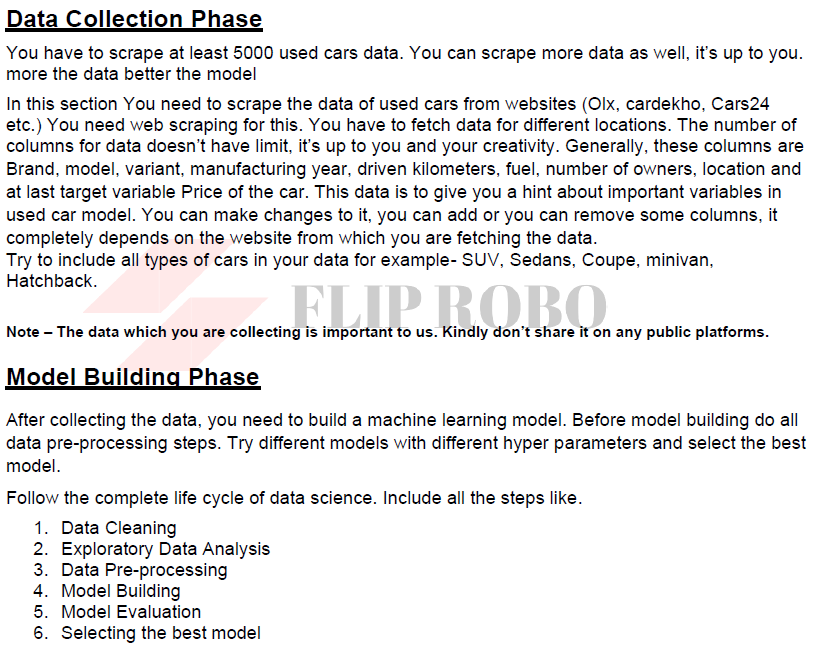 Data Collection Phase
You have to scrape at least 5000 used cars data. You can scrape more data as well, it's up to you.
more the data better the model
In this section You need to scrape the data of used cars from websites (Olx, cardekho, Cars24
etc.) You need web scraping for this. You have to fetch data for different locations. The number of
columns for data doesn't have limit, it's up to you and your creativity. Generally, these columns are
Brand, model, variant, manufacturing year, driven kilometers, fuel, number of owners, location and
at last target variable Price of the car. This data is to give you a hint about important variables in
used car model. You can make changes to it, you can add or you can remove some columns, it
completely depends on the website from which you are fetching the data.
Try to include all types of cars in your data for example- SUV, Sedans, Coupe, minivan,
Hatchback.
FLIP ROBO
Note – The data which you are collecting is important to us. Kindly don't share it on any public platforms.
Model Building Phase
After collecting the data, you need to build a machine learning model. Before model building do all
data pre-processing steps. Try different models with different hyper parameters and select the best
model.
Follow the complete life cycle of data science. Include all the steps like.
1. Data Cleaning
2. Exploratory Data Analysis
3. Data Pre-processing
4. Model Building
5. Model Evaluation
6. Selecting the best model